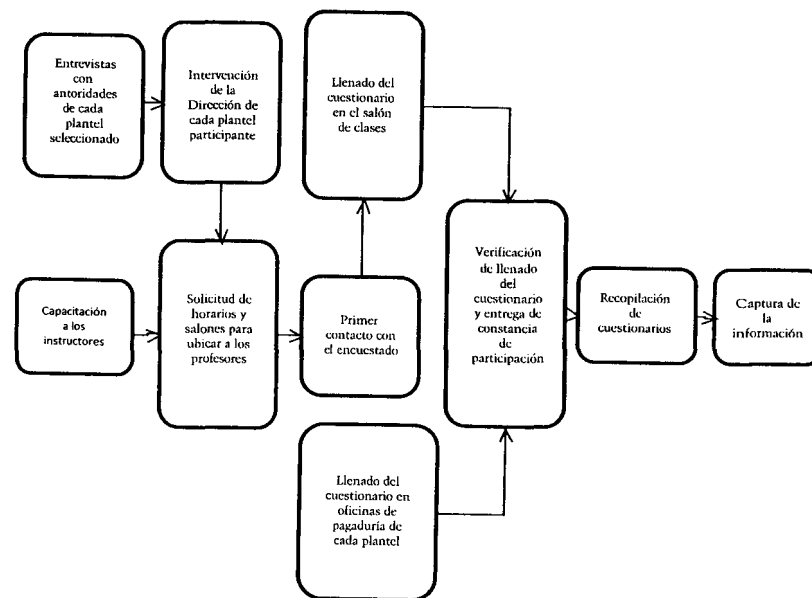 Entrevistas
con
antoridades
de cada
plantel
seleccionado
Intervención
de la
Dirección de
cada plantel
participante
Llenado del
cuestionario
en el salón
de clases
Capacitación
a los
instructores
Solicitud de
horarios y
salones para
ubicar a los
profesores
Primer
contacto con
el encuestado
Verificación
de llenado
del
cuestionario
y entrega de
constancia
de
participación
Recopilación
de
cuestionarios
Captura de
la
información
Llenado del
cuestionario en
oficinas de
pagaduría de
cada plantel